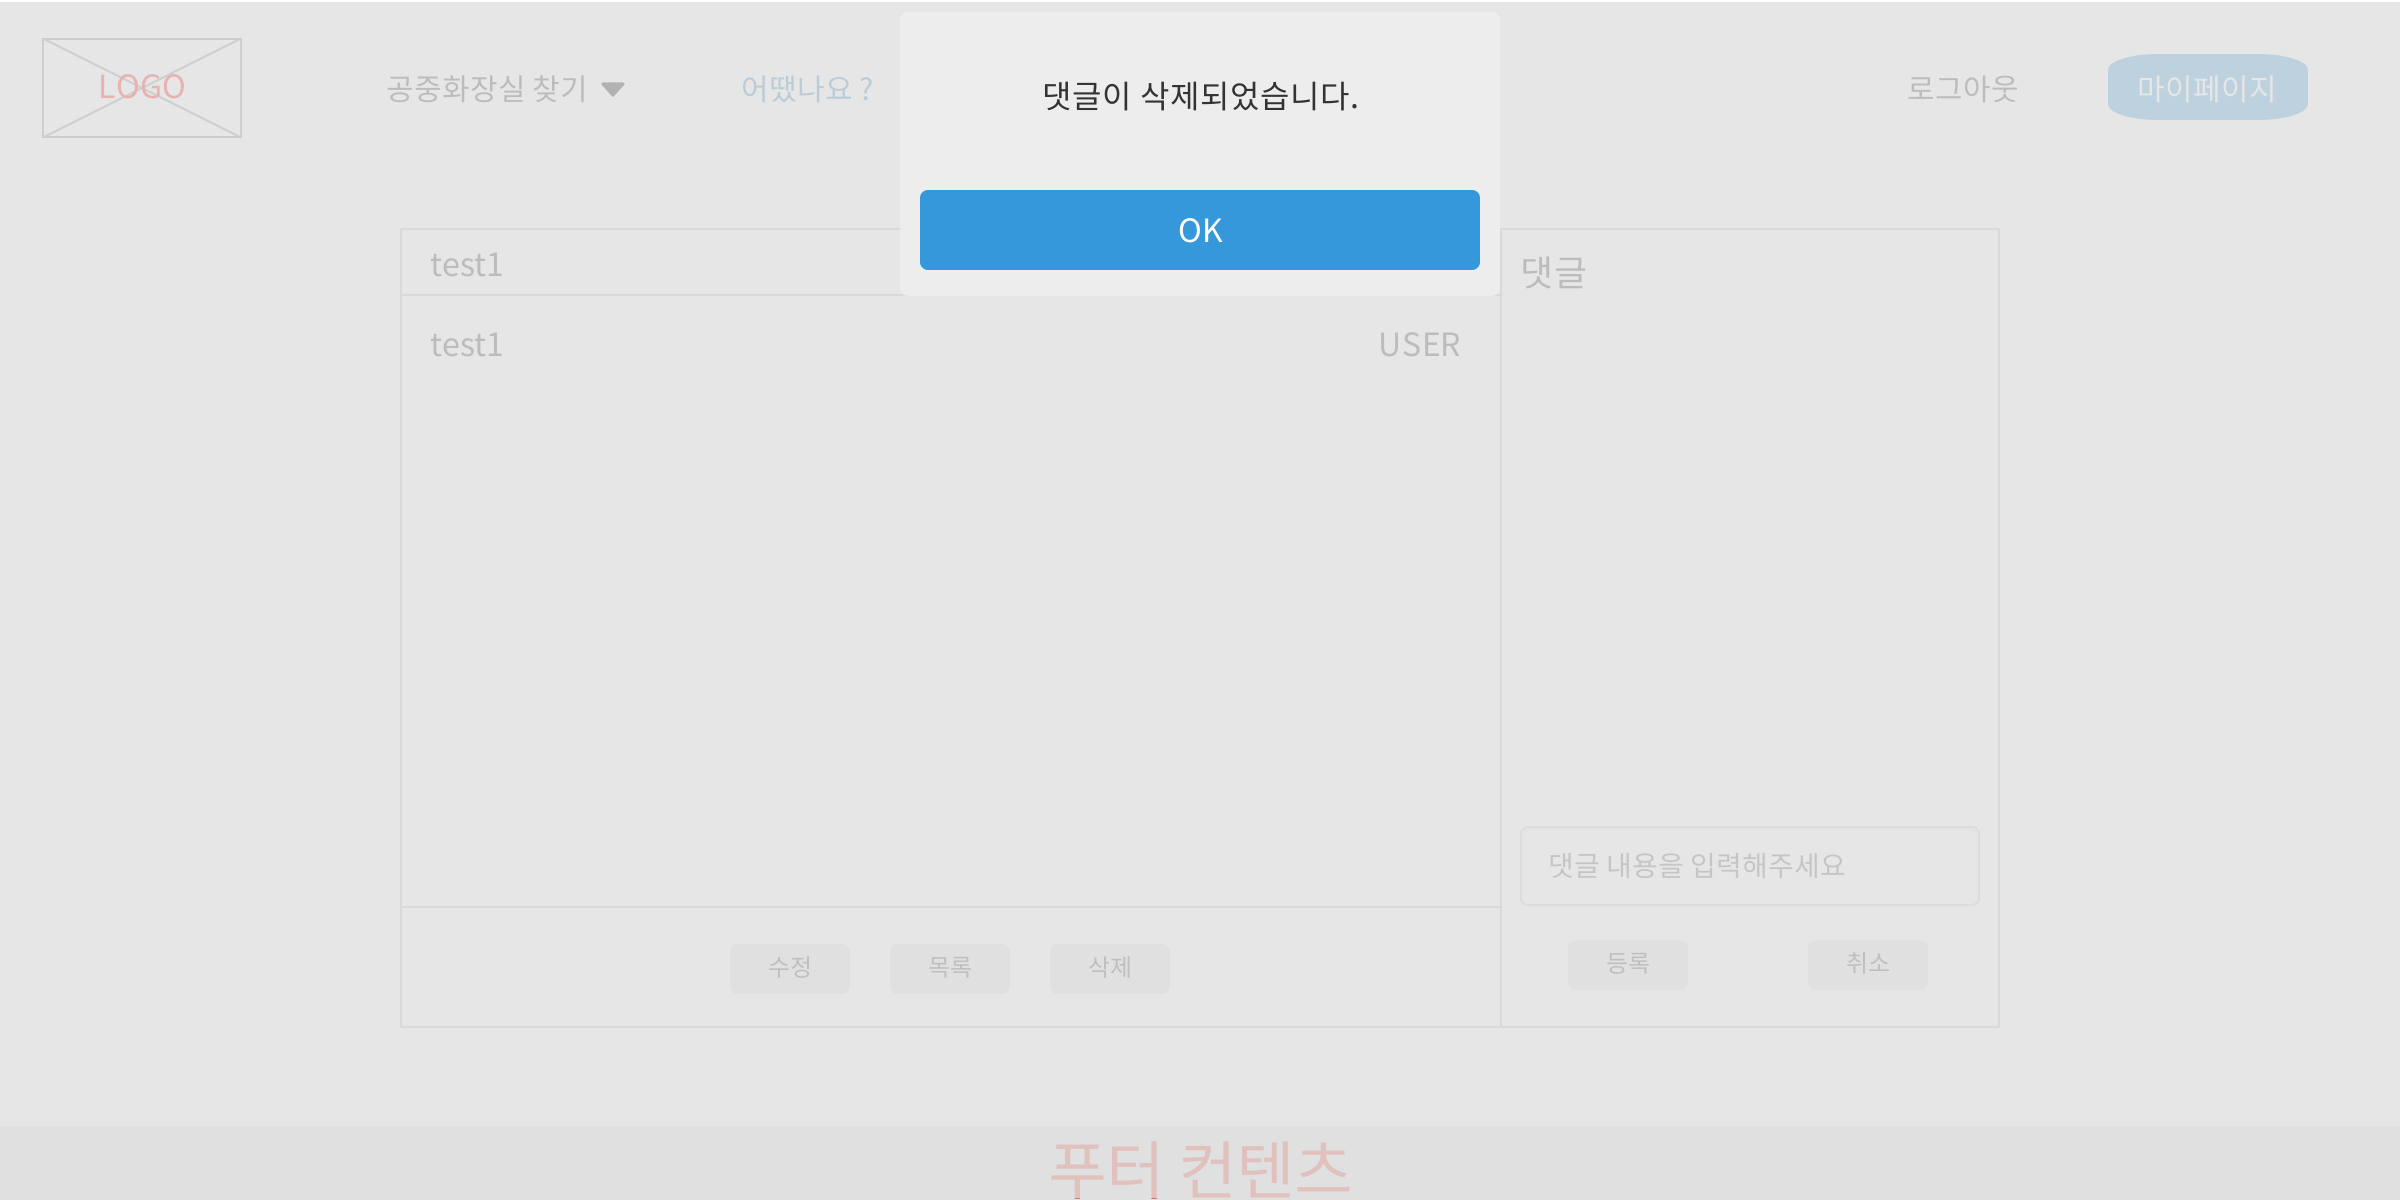 LOGO
공중화장실 찾기
어땠나요 ?
로그아웃
마이페이지
댓글이 삭제되었습니다.
OK
test1
test1
USER
댓글
댓글 내용을 입력해주세요
수정
목록
삭제
등록
취소
푸터 컨텐츠